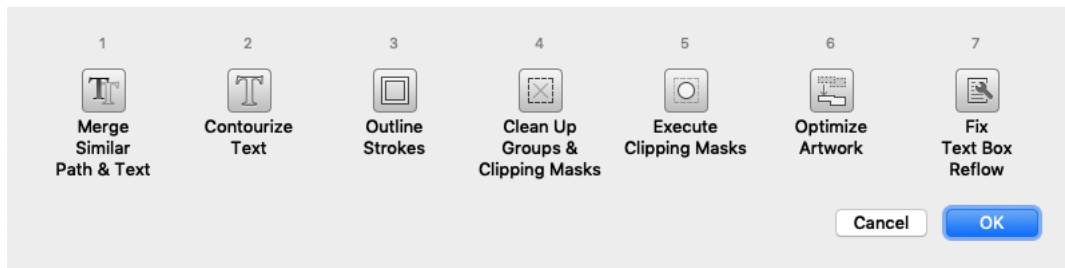 1 2 3 4 5 6 7
Merge Similar Path & Text
Contourize Text
Outline Strokes
Clean Up Groups & Clipping Masks
Execute Clipping Masks
Optimize Artwork
Fix Text Box Reflow
Cancel OK